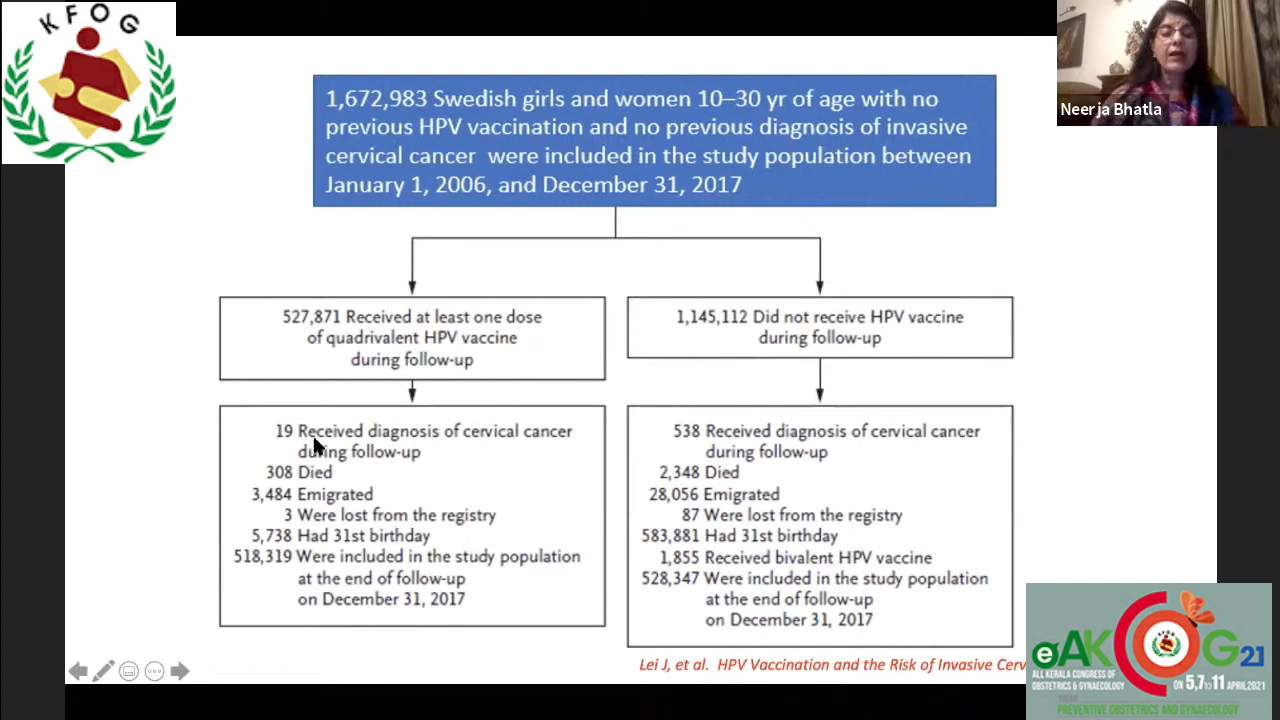 KFOG
Neerja Bhatla
1,672,983 Swedish girls and women 10–30 yr of age with no
previous HPV vaccination and no previous diagnosis of invasive
cervical cancer were included in the study population between
January 1, 2006, and December 31, 2017
527,871 Received at least one dose
of quadrivalent HPV vaccine
during follow-up
1,145,112 Did not receive HPV vaccine
during follow-up
19 Received diagnosis of cervical cancer
during follow-up
308 Died
3,484 Emigrated
3 Were lost from the registry
5,738 Had 31st birthday
518,319 Were included in the study population
at the end of follow-up
on December 31, 2017
538 Received diagnosis of cervical cancer
during follow-up
2,348 Died
28,056 Emigrated
87 Were lost from the registry
583,881 Had 31st birthday
1,855 Received bivalent HPV vaccine
528,347 Were included in the study population
at the end of follow-up
on December 31, 2017
Lei J, et al. HPV Vaccination and the Risk of Invasive Cerv
eAKCOG21
ALL KERALA CONGRESS OF
OBSTETRICS & GYNAECOLOGY
ON 5,7to11 APRIL2021
PREVENTIVE OBSTETRICS AND GYNAECOLOGY